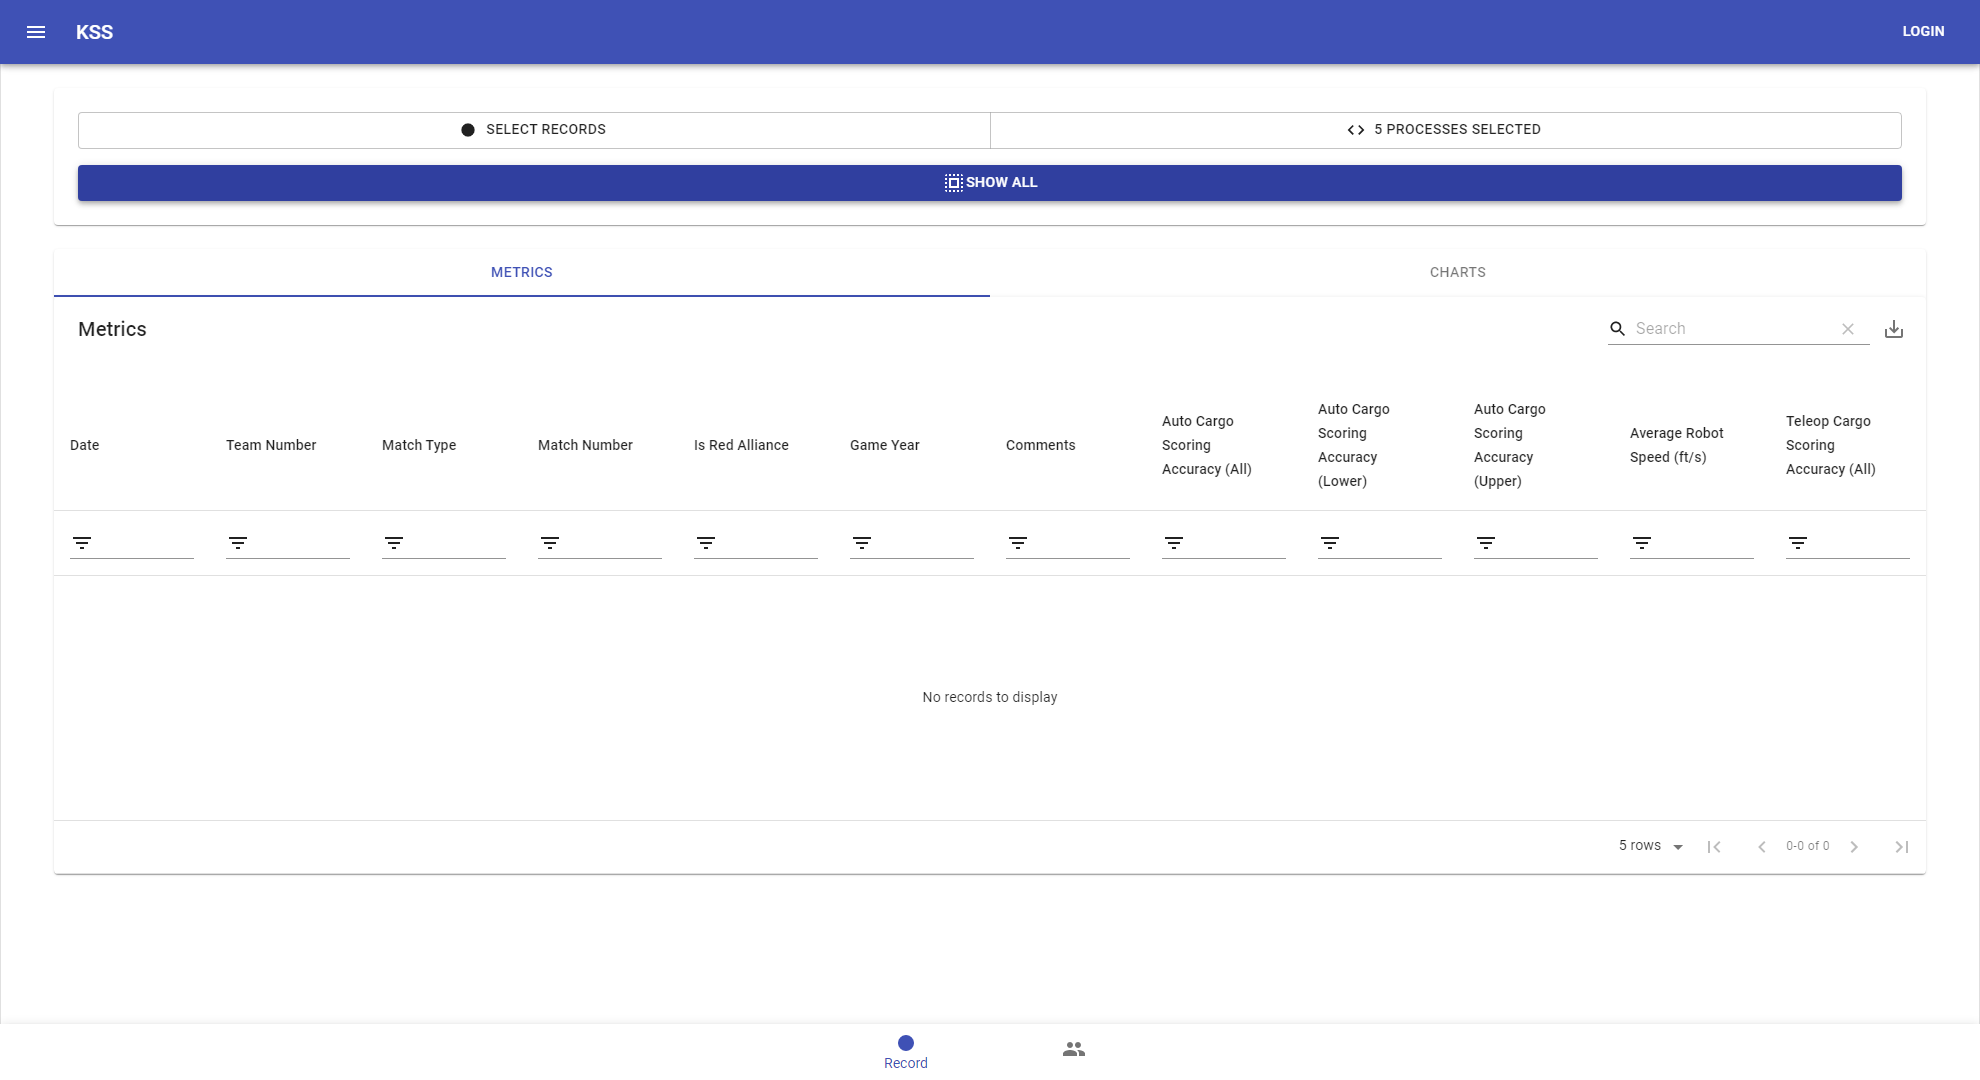 KSS
LOGIN
SELECT RECORDS
5 PROCESSES SELECTED
SHOW ALL
METRICS
CHARTS
Metrics
Search
Date
Team Number
Match Type
Match Number
Is Red Alliance
Game Year
Comments
Auto Cargo
Scoring
Accuracy (All)
Auto Cargo
Scoring
Accuracy
(Lower)
Auto Cargo
Scoring
Accuracy
(Upper)
Average Robot
Speed (ft/s)
Teleop Cargo
Scoring
Accuracy (All)
No records to display
5 rows
0-0 of 0
Record